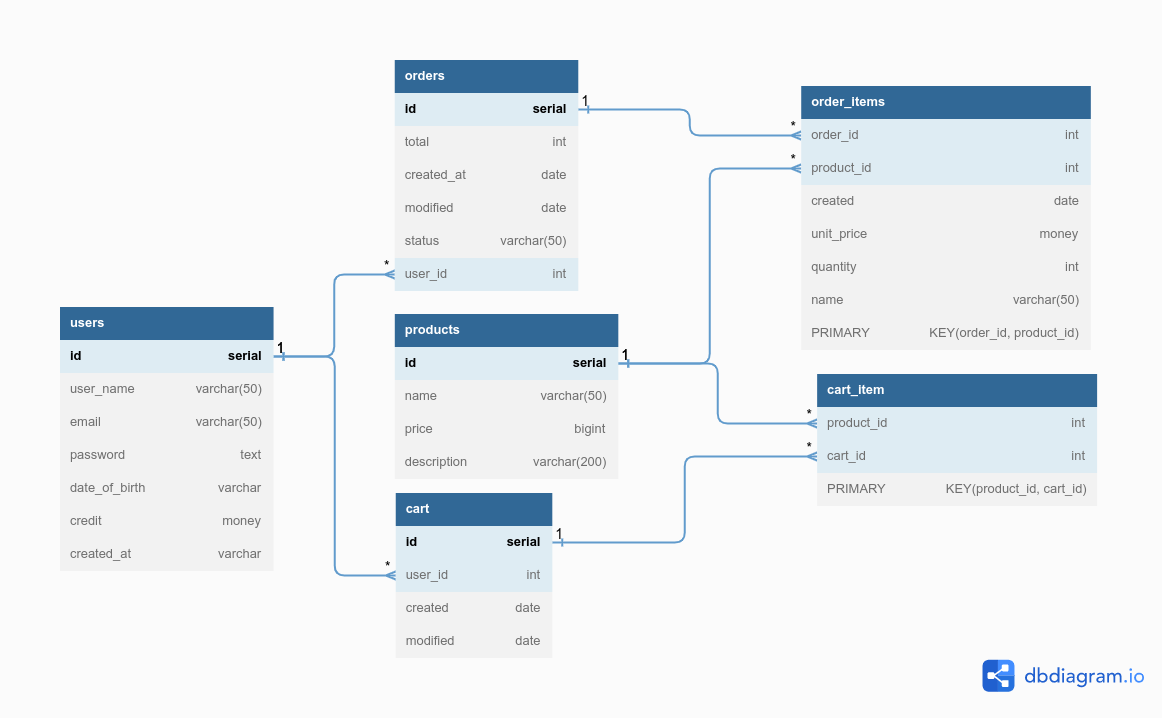 orders
id serial
total int
created_at date
modified date
status varchar(50)
user_id int
1
*
order_items
order_id int
product_id int
created date
unit_price money
quantity int
name varchar(50)
PRIMARY KEY(order_id, product_id)
*
*
users
id serial
user_name varchar(50)
email varchar(50)
password text
date_of_birth varchar
credit money
created_at varchar
1
products
id serial
name varchar(50)
price bigint
description varchar(200)
1
cart_item
product_id int
cart_id int
PRIMARY KEY(product_id, cart_id)
*
*
cart
id serial
user_id int
created date
modified date
1
*
dbdiagram.io